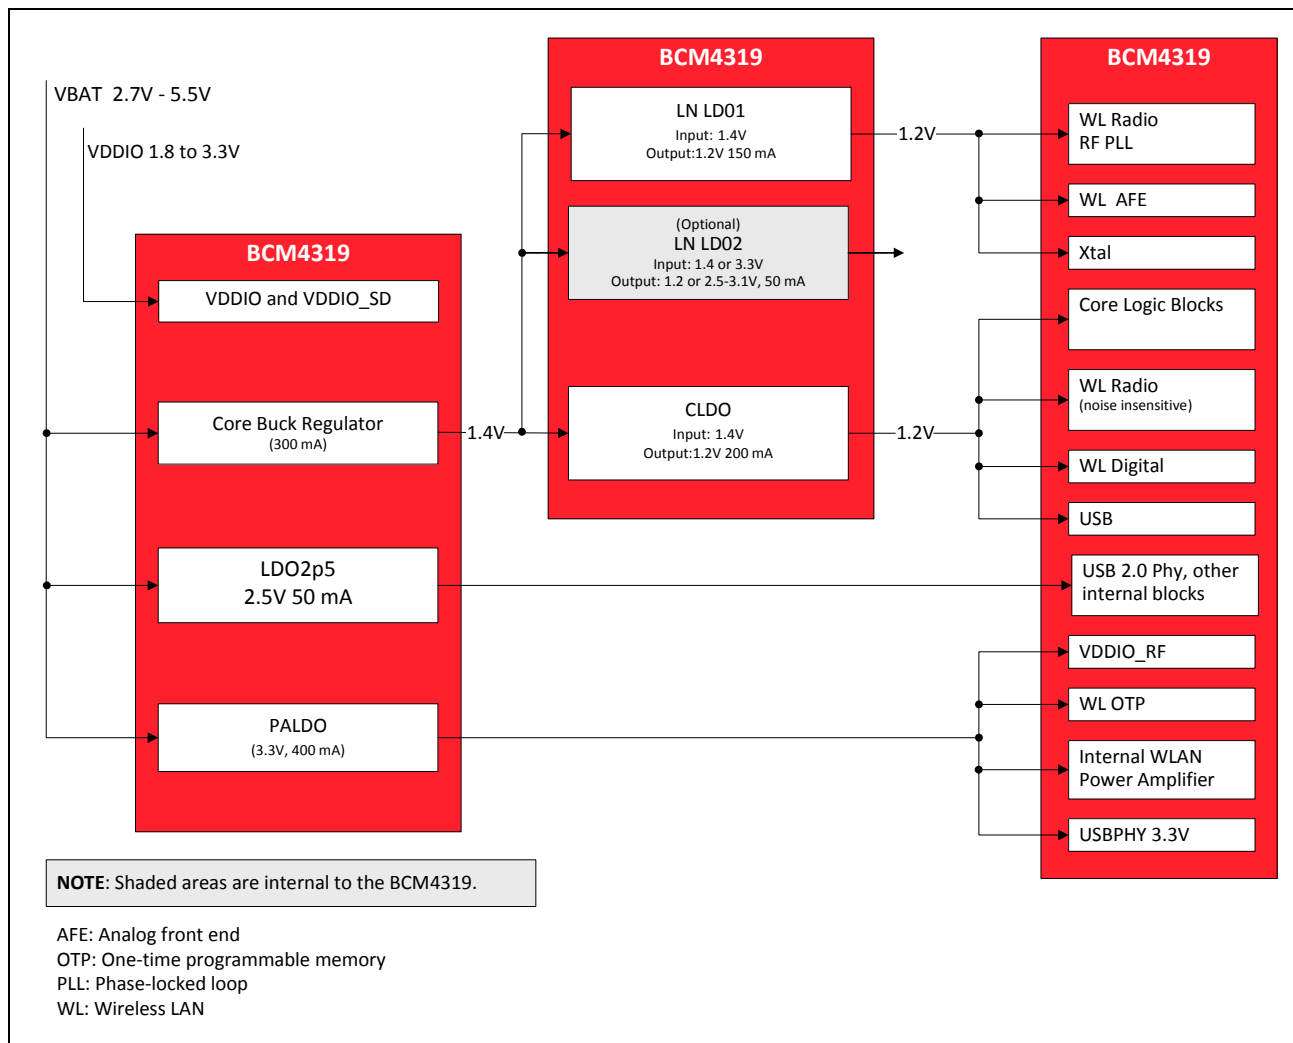 VBAT 2.7V - 5.5V
VDDIO 1.8 to 3.3V
BCM4319
VDDIO and VDDIO_SD
Core Buck Regulator
(300 mA)
LDO2p5
2.5V 50 mA
PALDO
(3.3V, 400 mA)
1.4V
BCM4319
LN LD01
Input: 1.4V
Output:1.2V 150 mA
(Optional)
LN LD02
Input: 1.4 or 3.3V
Output: 1.2 or 2.5-3.1V, 50 mA
CLDO
Input: 1.4V
Output:1.2V 200 mA
1.2V
1.2V
BCM4319
WL Radio
RF PLL
WL AFE
Xtal
Core Logic Blocks
WL Radio
(noise insensitive)
WL Digital
USB
USB 2.0 Phy, other
internal blocks
VDDIO_RF
WL OTP
Internal WLAN
Power Amplifier
USBPHY 3.3V
NOTE: Shaded areas are internal to the BCM4319.
AFE: Analog front end
OTP: One-time programmable memory
PLL: Phase-locked loop
WL: Wireless LAN